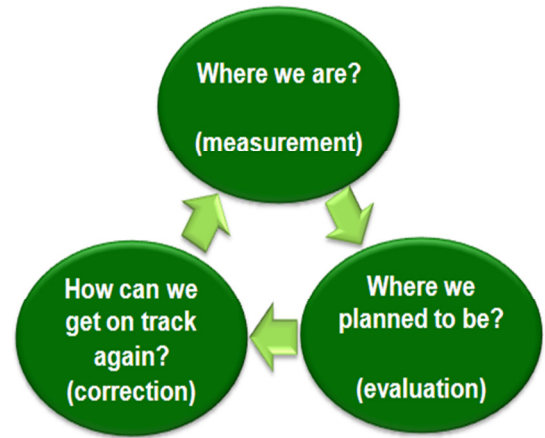 Where we are?
(measurement)
Where we
planned to be?
(evaluation)
How can we
get on track
again?
(correction)